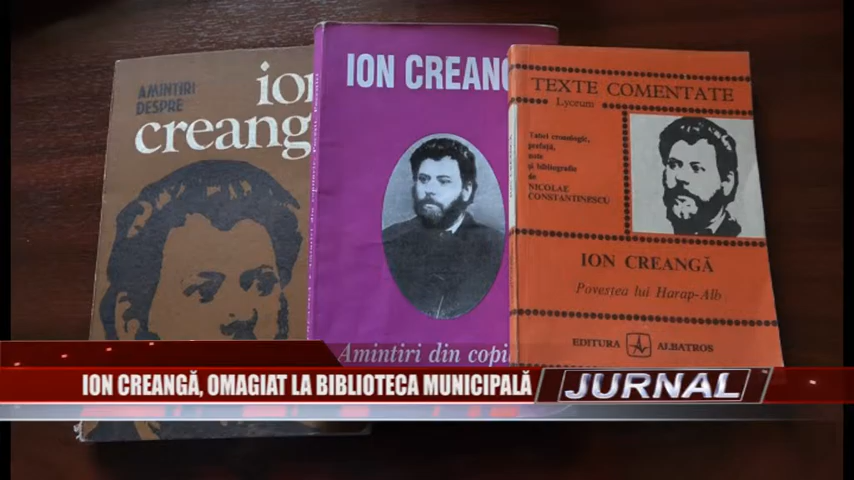 AMINTIRI
DESPRE
ion
creang
ION CREANG
Amintiri din copi
TEXTE COMENTATE
Lyceum
Tabel cronologic,
prefață,
note
și bibliografie
de
NICOLAE
CONSTANTINESCU
ION CREANGĂ
Povestea lui Harap-Alb
EDITURA ALBATROS
ION CREANGĂ, OMAGIAT LA BIBLIOTECA MUNICIPALĂ
JURNAL